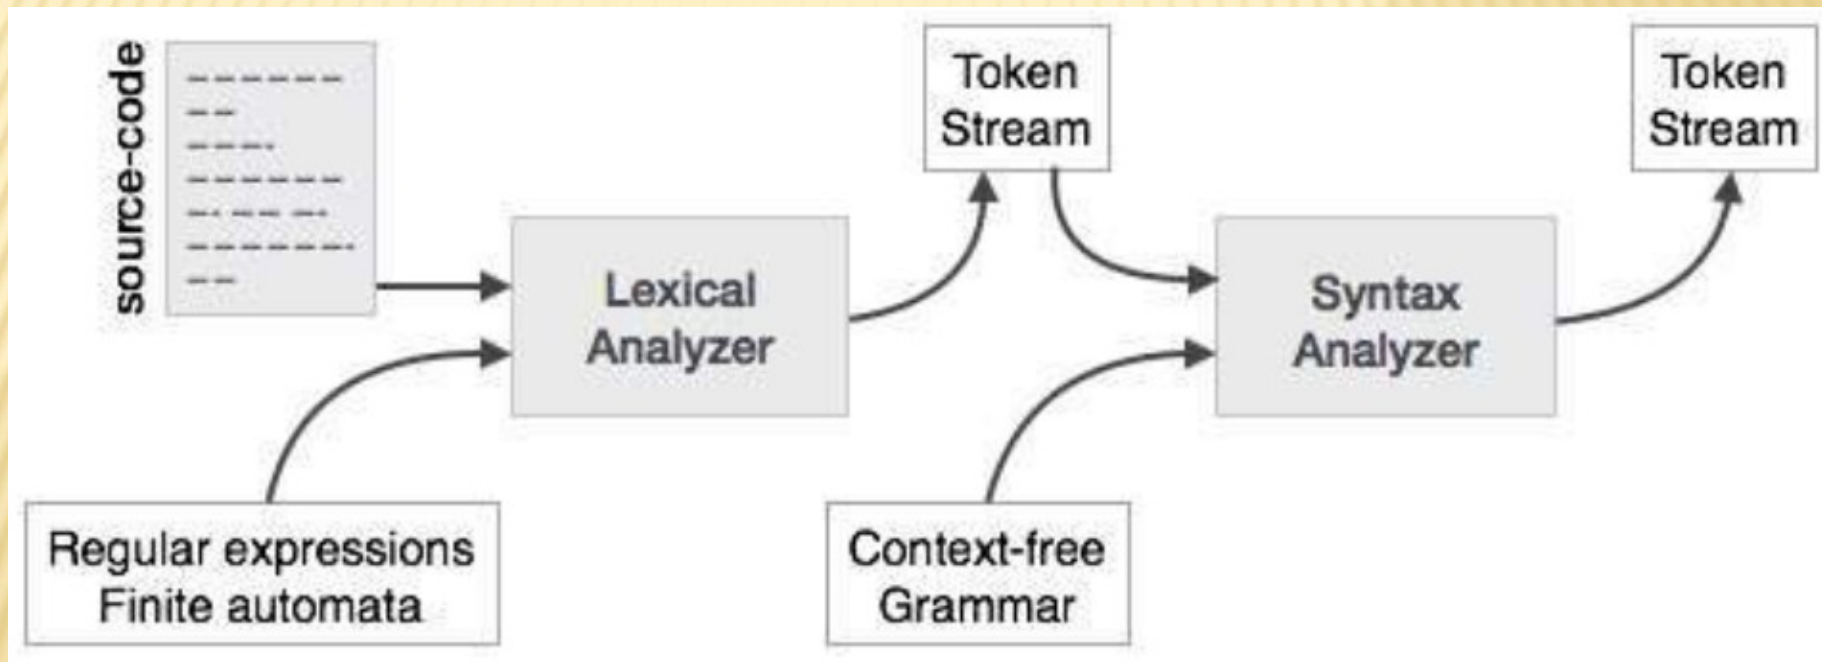 source-code
Token
Stream
Token
Stream
Lexical
Analyzer
Syntax
Analyzer
Regular expressions
Finite automata
Context-free
Grammar